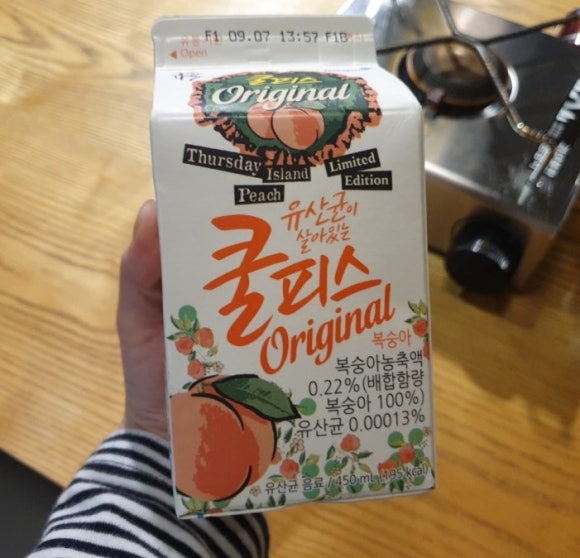 F1 09.07 13:57 F1B
Open
쿨피스
Original
Thursday Island
Peach
Limited
Edition
유산균이
살아있는
쿨피스
Original
복숭아
복숭아농축액
0.22%(배합함량
복숭아 100%)
유산균 0.00013%
유산균 음료 / 450 mL (195 kcal)